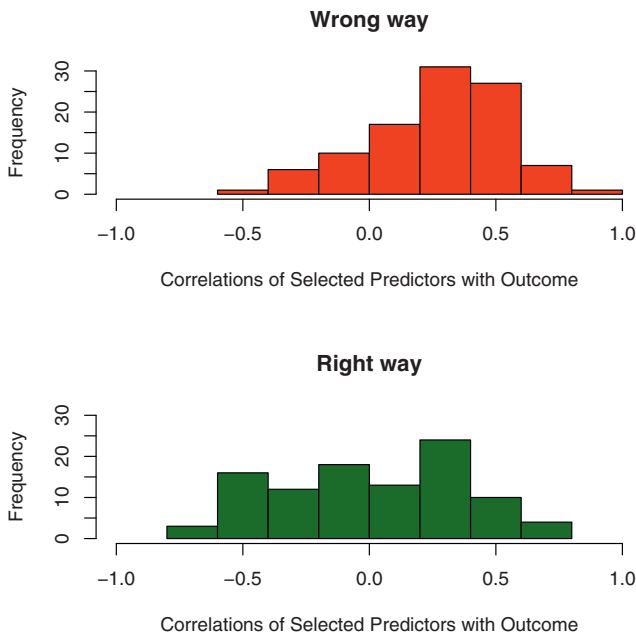 Wrong way
Frequency
30
20
10
0
−1.0 −0.5 0.0 0.5 1.0
Correlations of Selected Predictors with Outcome
Right way
Frequency
30
20
10
0
−1.0 −0.5 0.0 0.5 1.0
Correlations of Selected Predictors with Outcome